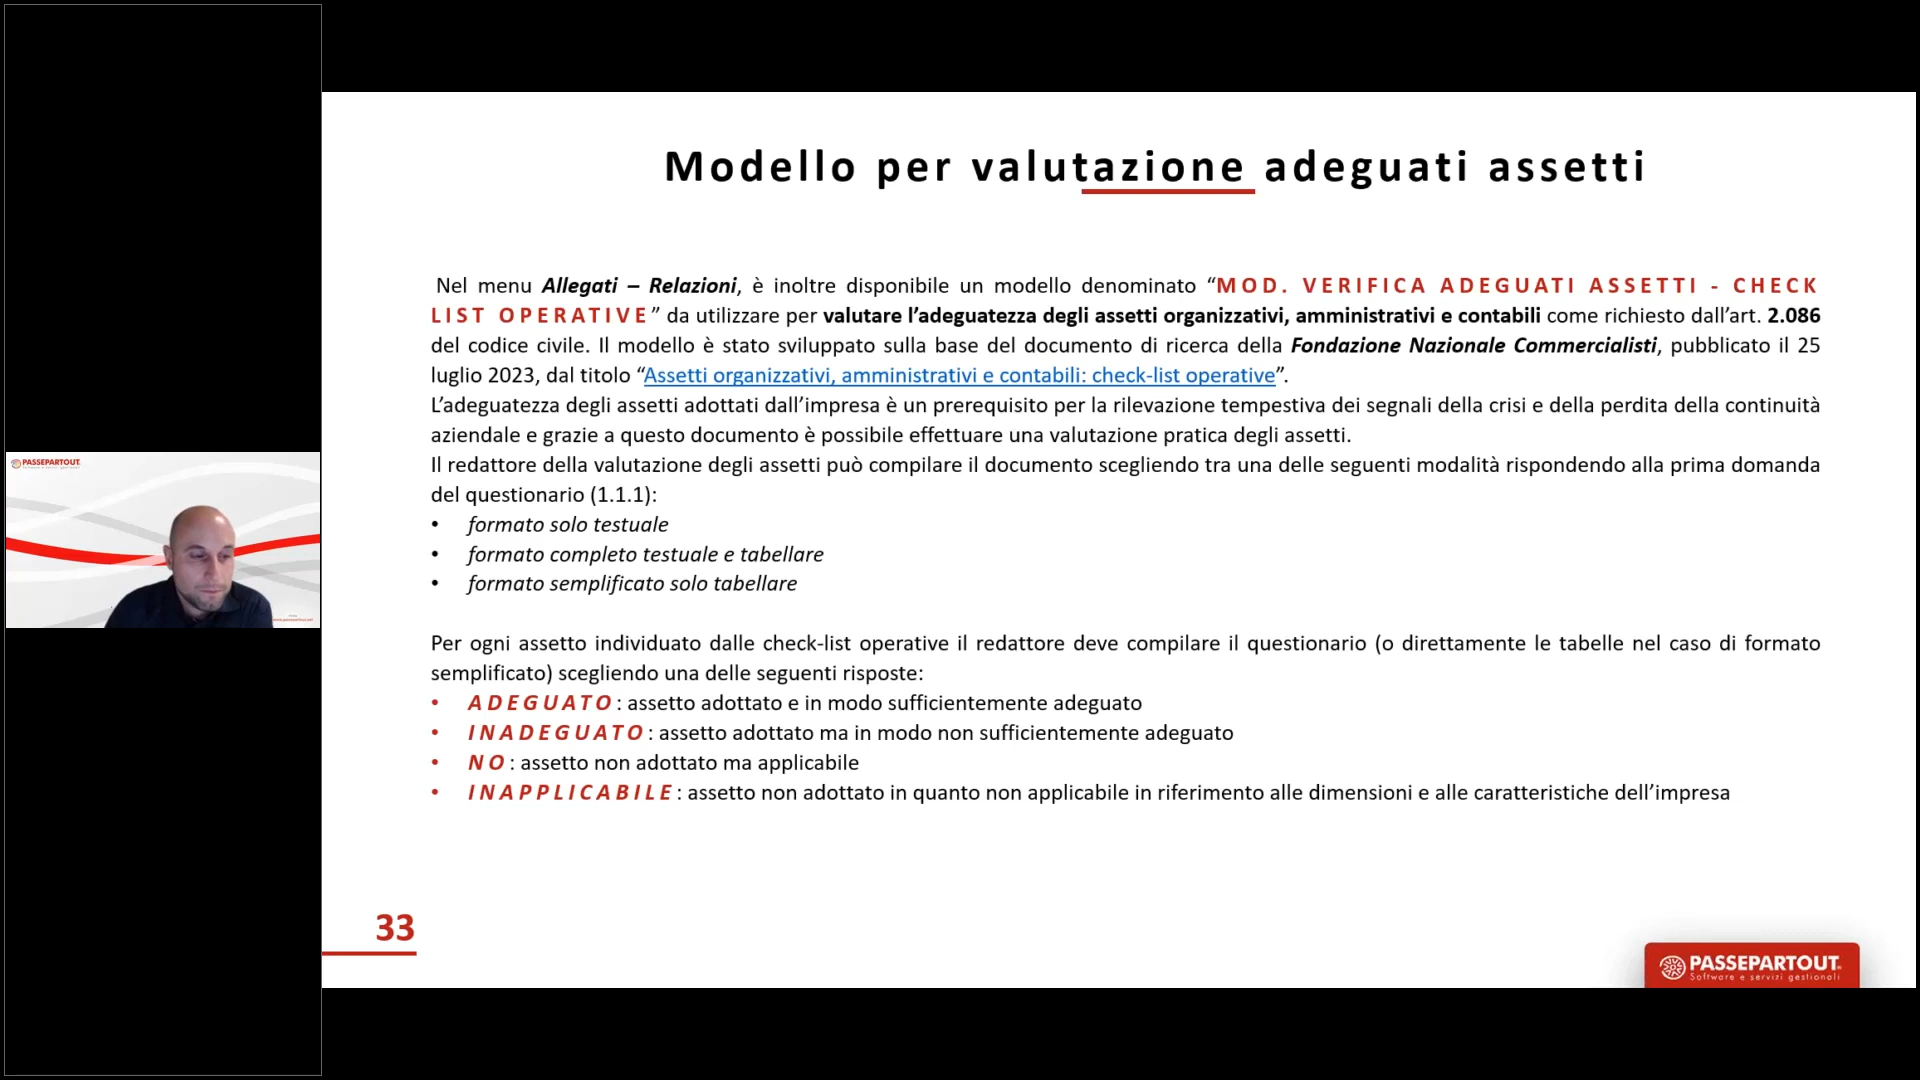 PASSEPARTOUT
Modello per valutazione adeguati assetti
Nel menu Allegati – Relazioni, è inoltre disponibile un modello denominato “MOD. VERIFICA ADEGUATI ASSETTI - CHECK
LIST OPERATIVE” da utilizzare per valutare l’adeguatezza degli assetti organizzativi, amministrativi e contabili come richiesto dall’art. 2.086
del codice civile. Il modello è stato sviluppato sulla base del documento di ricerca della Fondazione Nazionale Commercialisti, pubblicato il 25
luglio 2023, dal titolo “Assetti organizzativi, amministrativi e contabili: check-list operative”.
L’adeguatezza degli assetti adottati dall’impresa è un prerequisito per la rilevazione tempestiva dei segnali della crisi e della perdita della continuità
aziendale e grazie a questo documento è possibile effettuare una valutazione pratica degli assetti.
Il redattore della valutazione degli assetti può compilare il documento scegliendo tra una delle seguenti modalità rispondendo alla prima domanda
del questionario (1.1.1):
• formato solo testuale
• formato completo testuale e tabellare
• formato semplificato solo tabellare
Per ogni assetto individuato dalle check-list operative il redattore deve compilare il questionario (o direttamente le tabelle nel caso di formato
semplificato) scegliendo una delle seguenti risposte:
• ADEGUATO: assetto adottato e in modo sufficientemente adeguato
• INADEGUATO: assetto adottato ma in modo non sufficientemente adeguato
• NO: assetto non adottato ma applicabile
• INAPPLICABILE: assetto non adottato in quanto non applicabile in riferimento alle dimensioni e alle caratteristiche dell’impresa
33
PASSEPARTOUT
Software e servizi gestionali